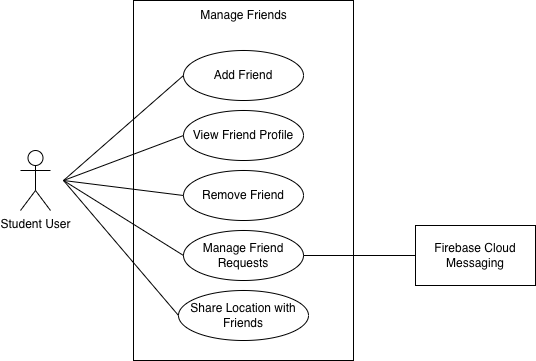 Manage Friends
Add Friend
View Friend Profile
Remove Friend
Student User
Manage Friend
Requests
Firebase Cloud
Messaging
Share Location with
Friends